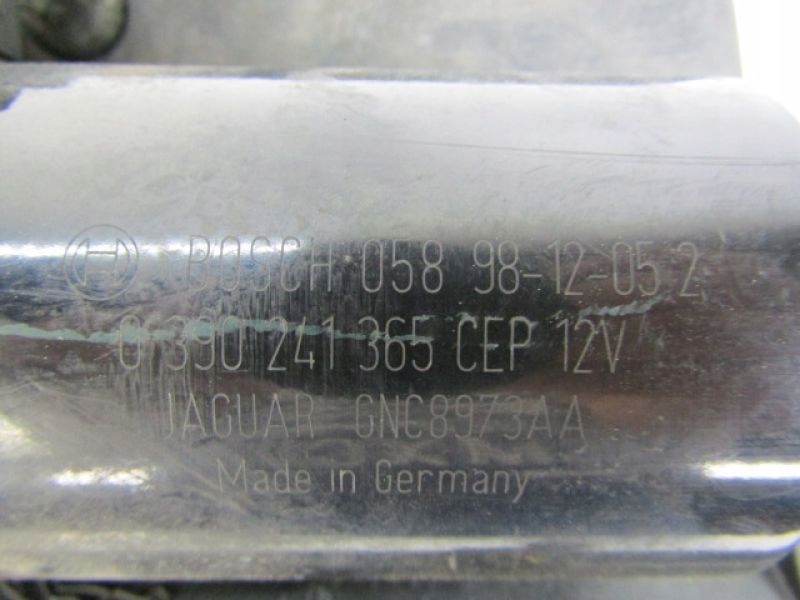 BOSCH 058 98-12-05 2
0 390 241 365 CEP 12V
JAGUAR GNC8973AA
Made in Germany